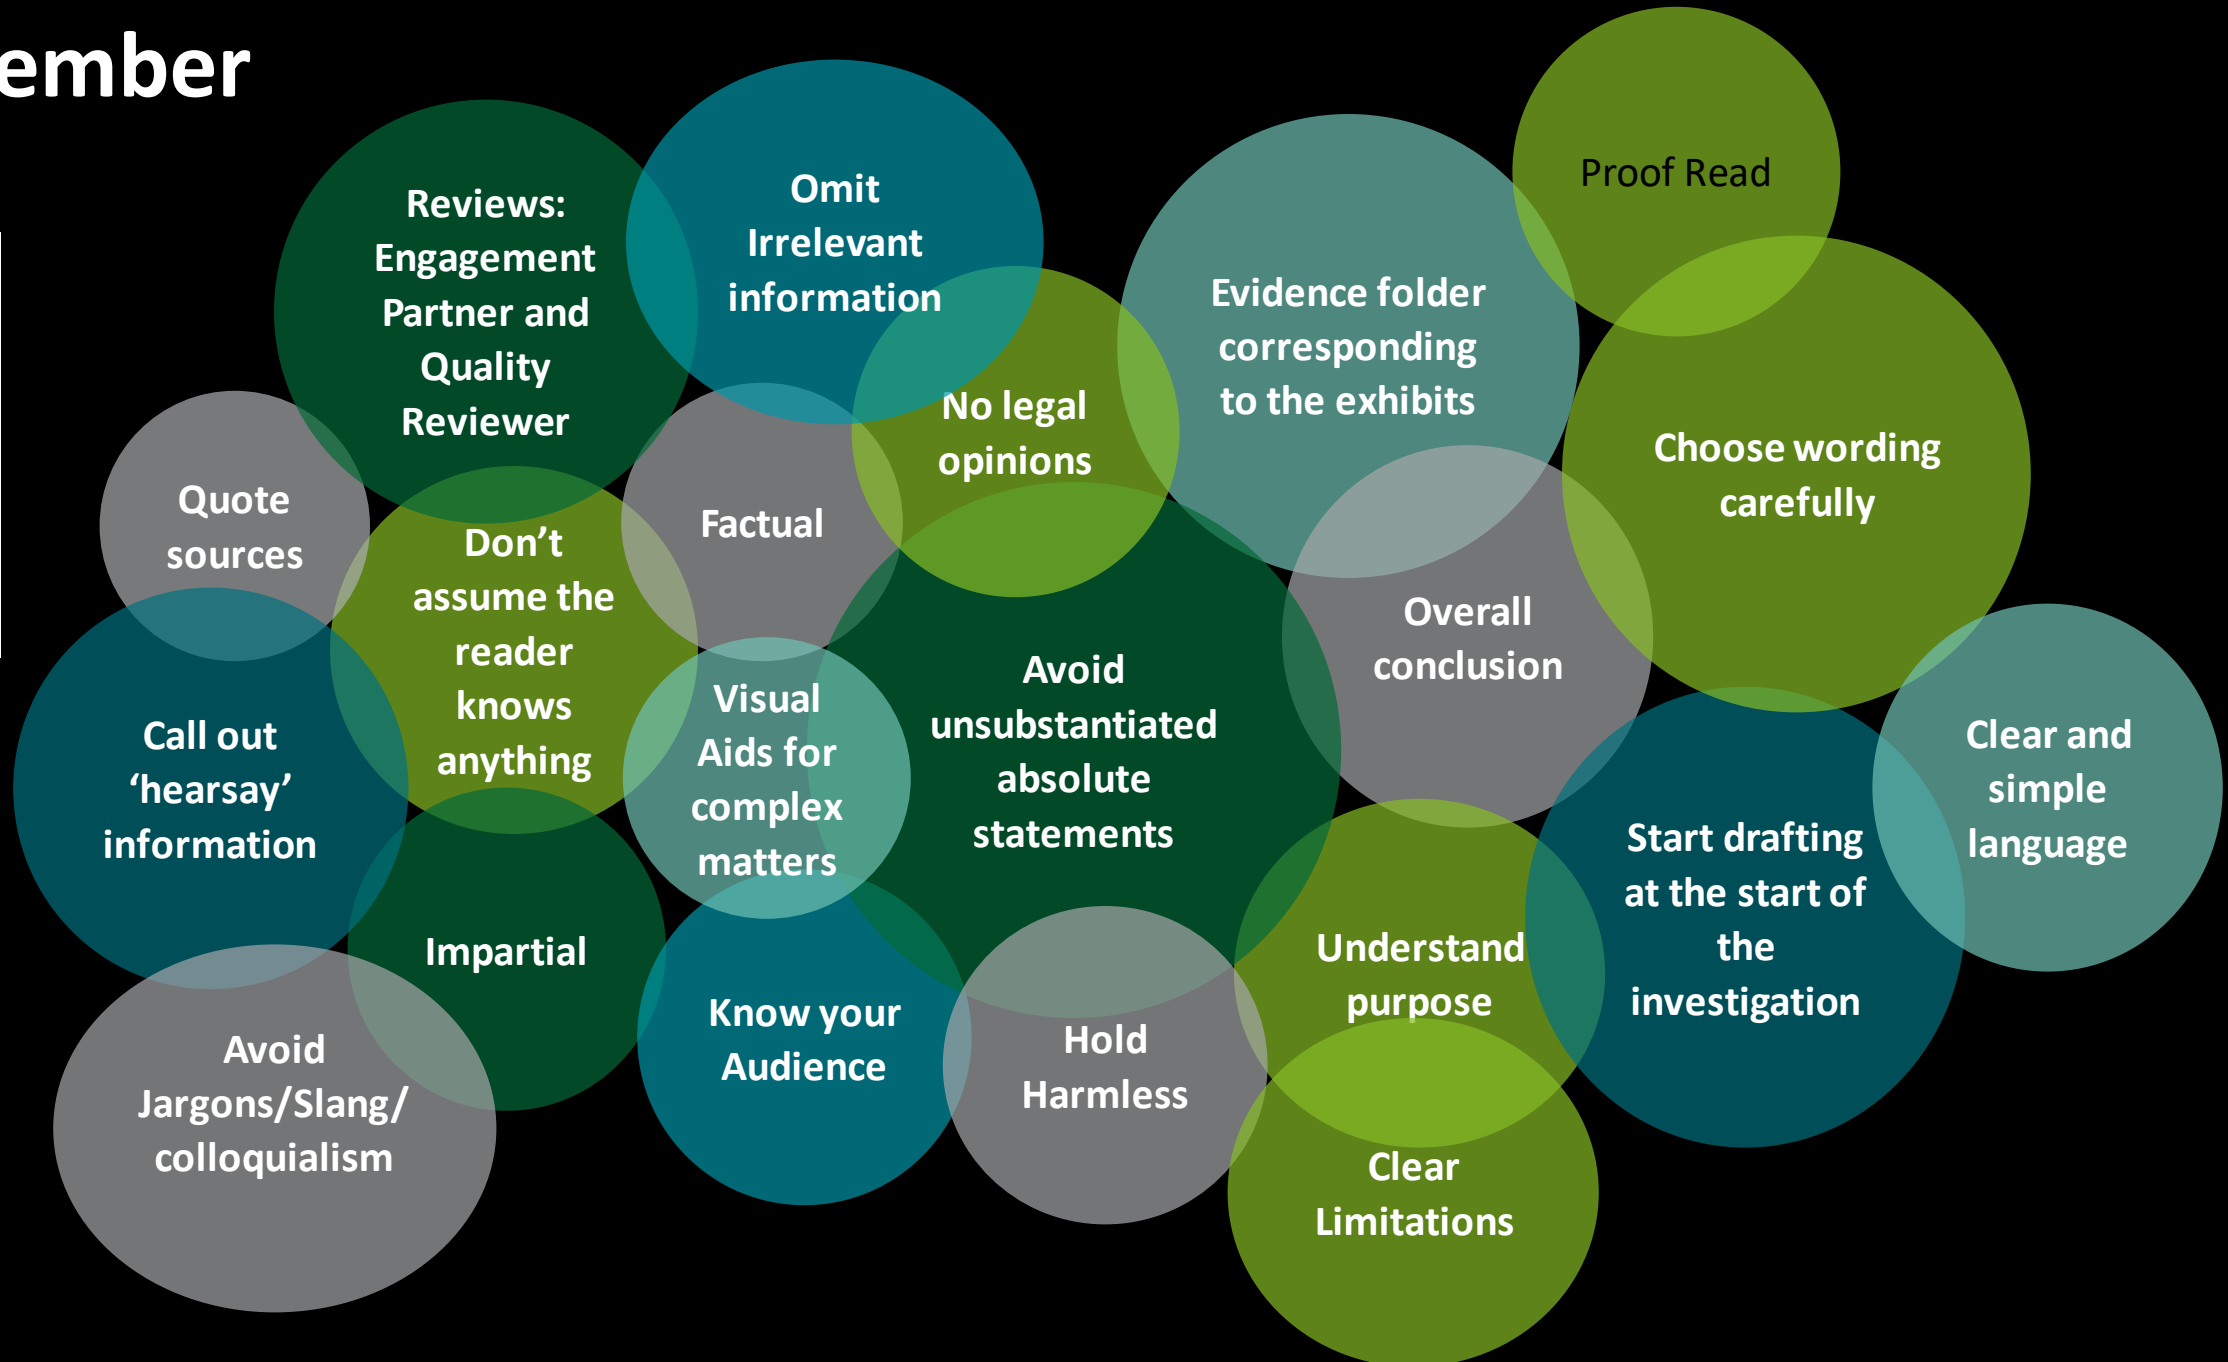 ember
Reviews:
Engagement
Partner and
Quality
Reviewer
Omit
Irrelevant
information
Proof Read
Evidence folder
corresponding
to the exhibits
No legal
opinions
Choose wording
carefully
Quote
sources
Don’t
assume the
reader
knows
anything
Factual
Overall
conclusion
Call out
‘hearsay’
information
Visual
Aids for
complex
matters
Avoid
unsubstantiated
absolute
statements
Clear and
simple
language
Start drafting
at the start of
the
investigation
Impartial
Understand
purpose
Know your
Audience
Hold
Harmless
Avoid
Jargons/Slang/
colloquialism
Clear
Limitations